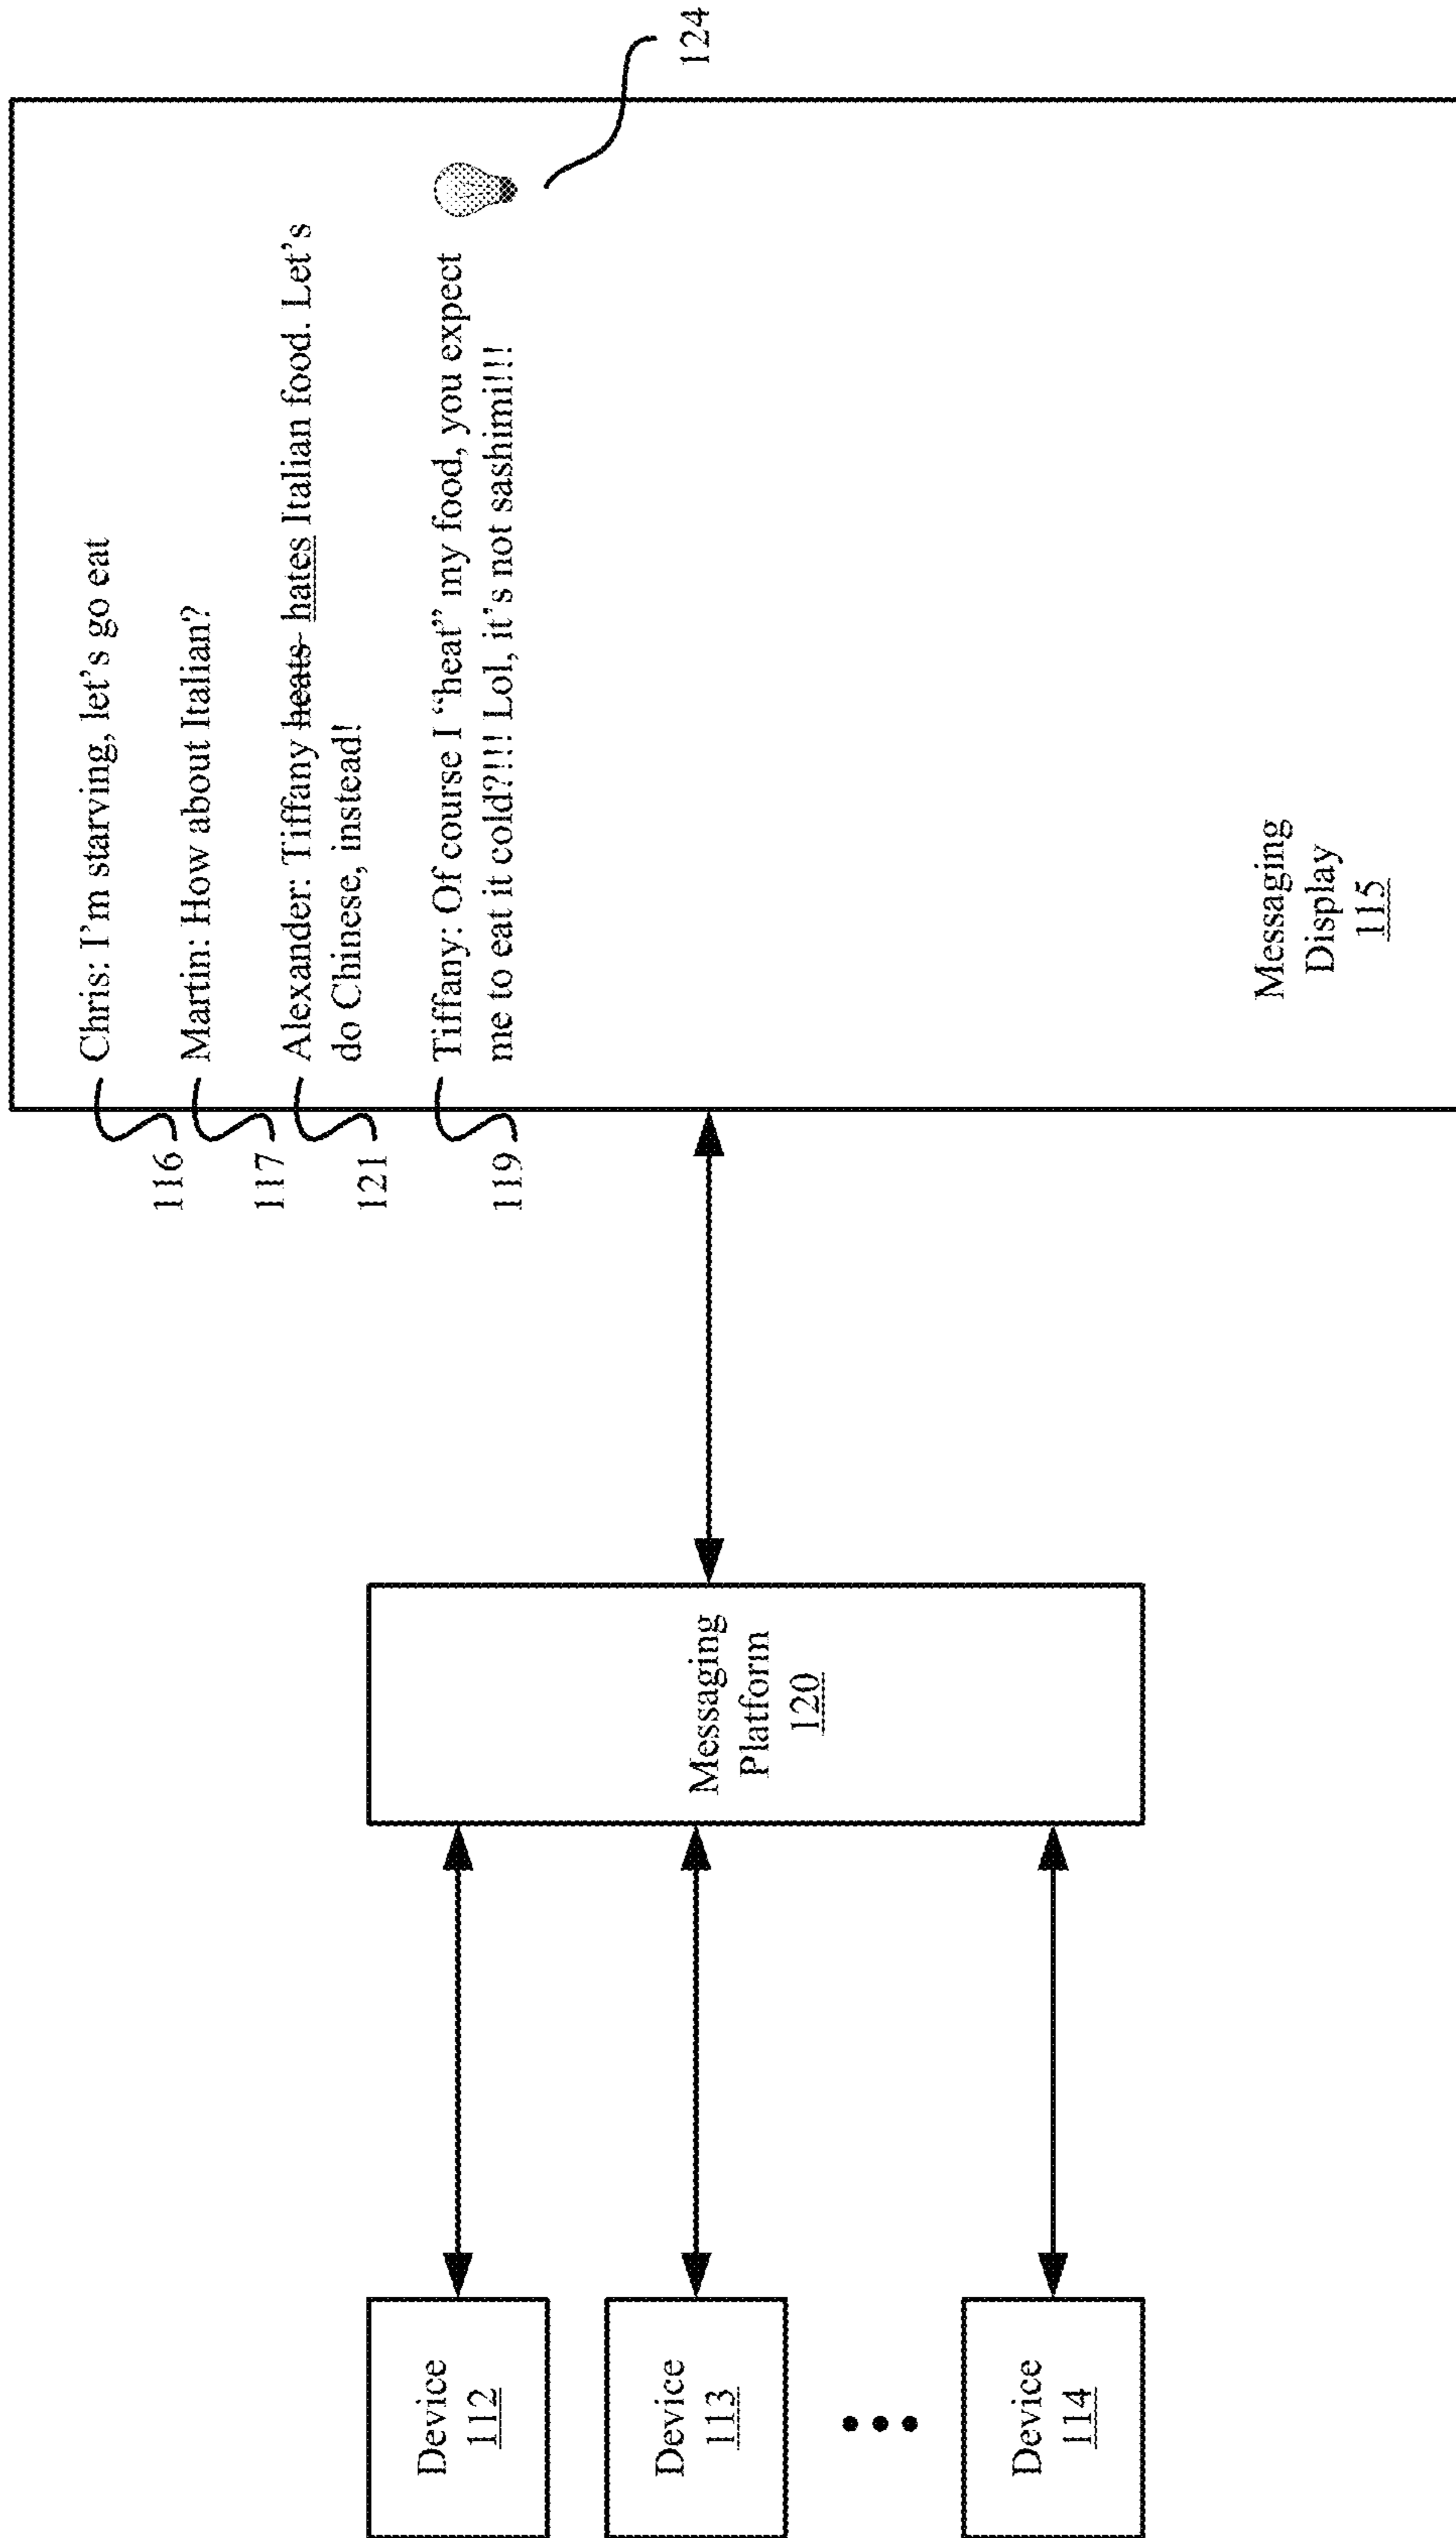 Device
112
Device
113
Device
114
Messaging
Platform
120
116
117
121
119
Chris: I'm starving, let's go eat
Martin: How about Italian?
Alexander: Tiffany heats hates Italian food. Let's
do Chinese, instead!
Tiffany: Of course I "heat" my food, you expect
me to eat it cold?!!! Lol, it's not sashimi!!!
124
Messaging
Display
115